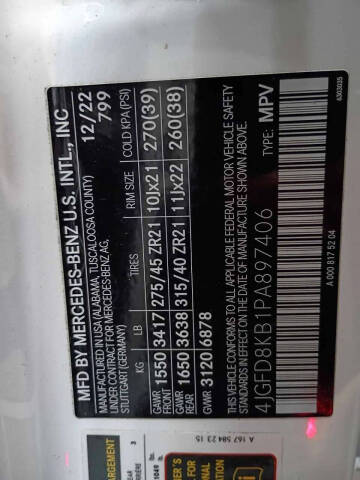 MFD BY MERCEDES-BENZ U.S. INTL., INC
MANUFACTURED IN USA (ALABAMA, TUSCALOOSA COUNTY)
UNDER CONTRACT FOR MERCEDES-BENZ AG,
STUTTGART (GERMANY)
12/22
799
KG LB TIRES RIM SIZE COLD KPA (PSI)
GAWR FRONT 1550 3417 275/45 ZR21 10Jx21 270(39)
GAWR REAR 1650 3638 315/40 ZR21 11Jx22 260(38)
GVWR 3120 6878
THIS VEHICLE CONFORMS TO ALL APPLICABLE FEDERAL MOTOR VEHICLE SAFETY
STANDARDS IN EFFECT ON THE DATE OF MANUFACTURE SHOWN ABOVE.
4JGFD8KB1PA897406 TYPE: MPV
A 000 817 52 04
6303035
A 167 584 23 15